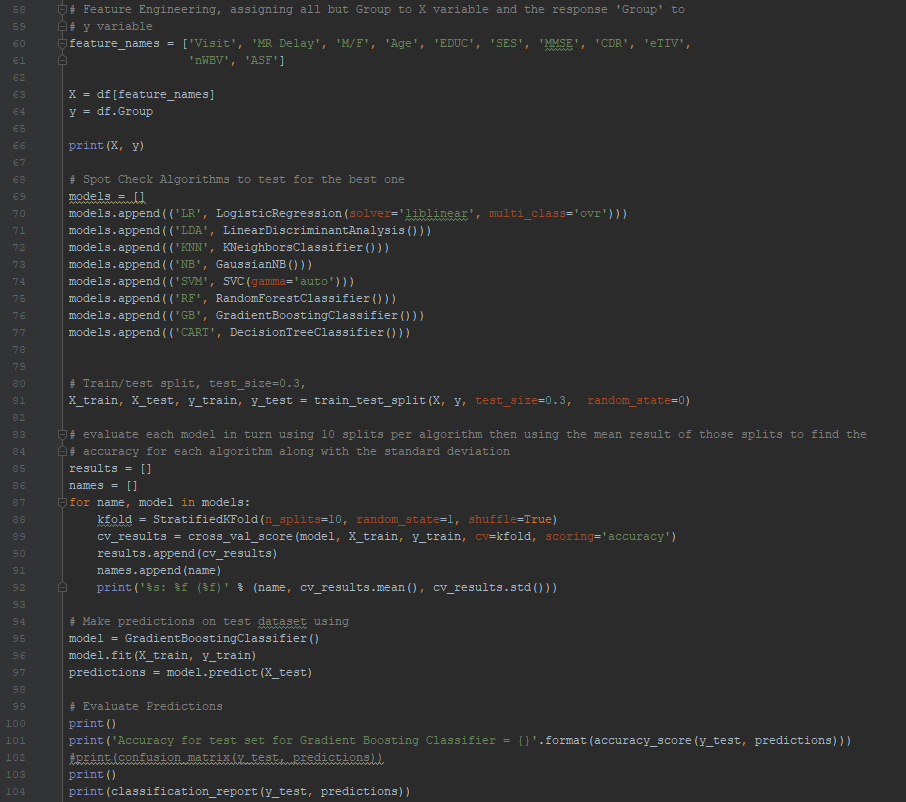 58 # Feature Engineering, assigning all but Group to X variable and the response 'Group' to
59 # y variable
60 feature_names = ['Visit', 'MR Delay', 'M/F', 'Age', 'EDUC', 'SES', 'MMSE', 'CDR', 'eTIV',
61                  'nWBV', 'ASF']
62
63 X = df[feature_names]
64 y = df.Group
65
66 print(X, y)
67
68 # Spot Check Algorithms to test for the best one
69 models = []
70 models.append(('LR', LogisticRegression(solver='liblinear', multi_class='ovr')))
71 models.append(('LDA', LinearDiscriminantAnalysis()))
72 models.append(('KNN', KNeighborsClassifier()))
73 models.append(('NB', GaussianNB()))
74 models.append(('SVM', SVC(gamma='auto')))
75 models.append(('RF', RandomForestClassifier()))
76 models.append(('GB', GradientBoostingClassifier()))
77 models.append(('CART', DecisionTreeClassifier()))
78
79
80 # Train/test split, test_size=0.3,
81 X_train, X_test, y_train, y_test = train_test_split(X, y, test_size=0.3,  random_state=0)
82
83 # evaluate each model in turn using 10 splits per algorithm then using the mean result of those splits to find the
84 # accuracy for each algorithm along with the standard deviation
85 results = []
86 names = []
87 for name, model in models:
88     kfold = StratifiedKFold(n_splits=10, random_state=1, shuffle=True)
89     cv_results = cross_val_score(model, X_train, y_train, cv=kfold, scoring='accuracy')
90     results.append(cv_results)
91     names.append(name)
92     print('%s: %f (%f)' % (name, cv_results.mean(), cv_results.std()))
93
94 # Make predictions on test dataset using
95 model = GradientBoostingClassifier()
96 model.fit(X_train, y_train)
97 predictions = model.predict(X_test)
98
99 # Evaluate Predictions
100 print()
101 print('Accuracy for test set for Gradient Boosting Classifier = {}'.format(accuracy_score(y_test, predictions)))
102 #print(confusion_matrix(y_test, predictions))
103 print()
104 print(classification_report(y_test, predictions))